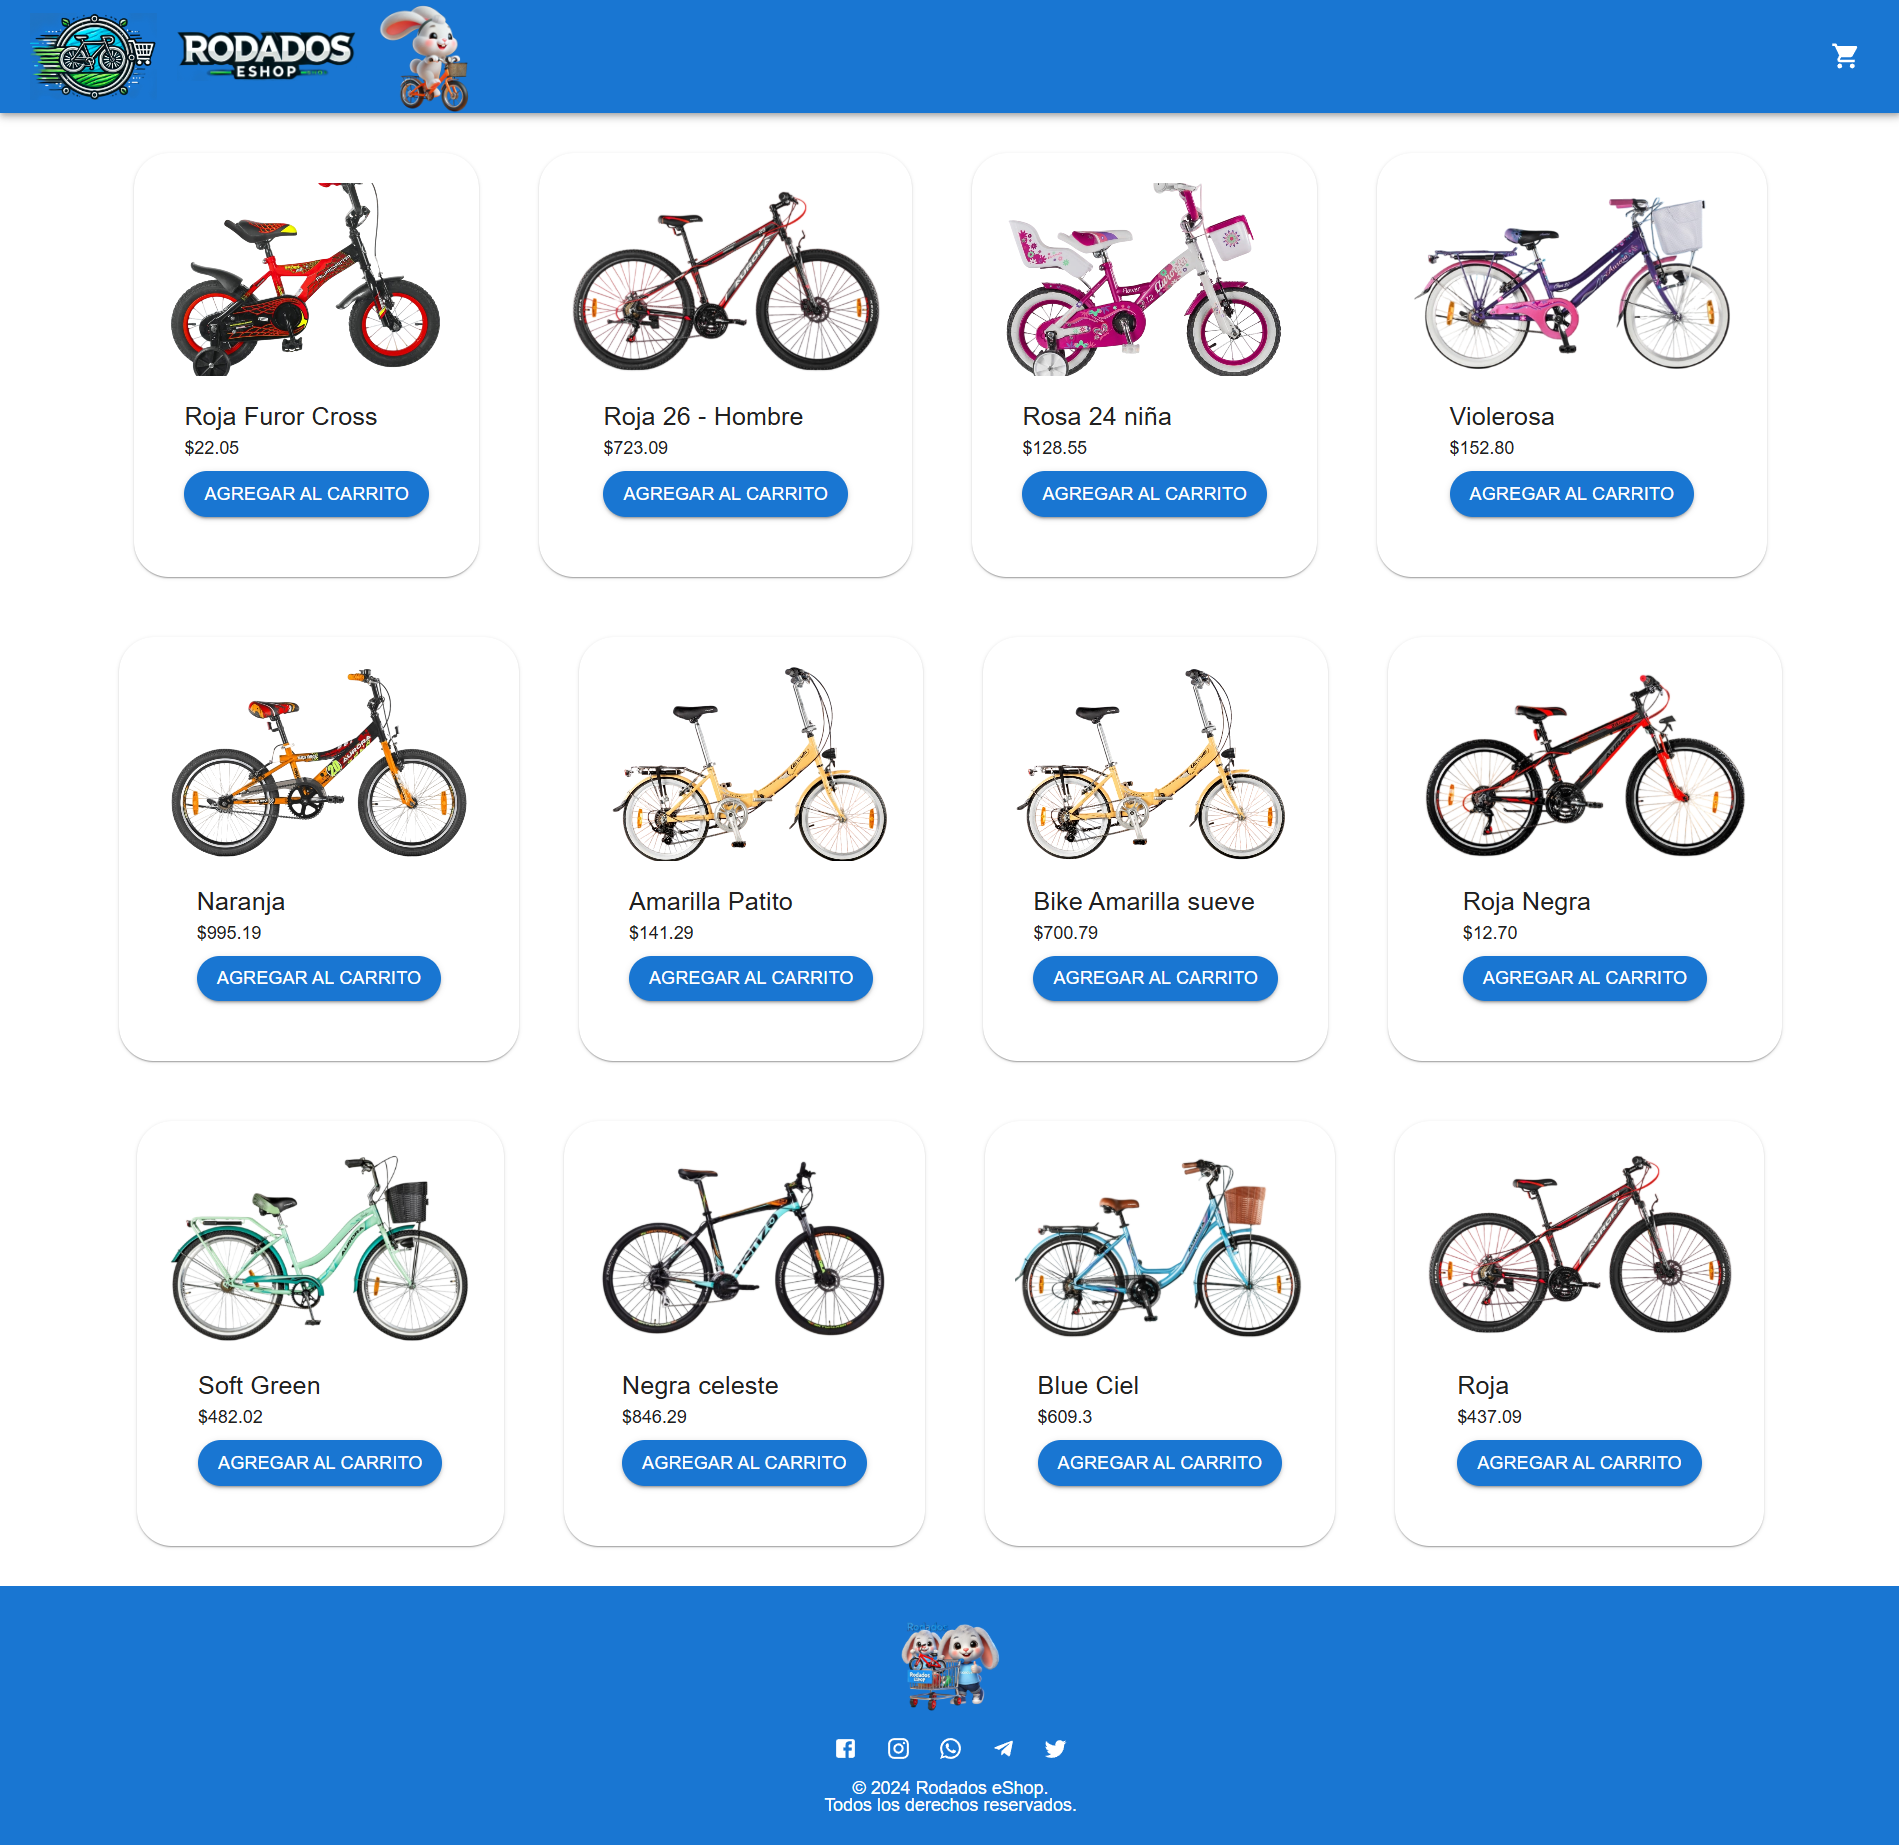 RODADOS
ESHOP
Roja Furor Cross
$22.05
AGREGAR AL CARRITO
Roja 26 - Hombre
$723.09
AGREGAR AL CARRITO
Rosa 24 niña
$128.55
AGREGAR AL CARRITO
Violerosa
$152.80
AGREGAR AL CARRITO
Naranja
$995.19
AGREGAR AL CARRITO
Amarilla Patito
$141.29
AGREGAR AL CARRITO
Bike Amarilla sueve
$700.79
AGREGAR AL CARRITO
Roja Negra
$12.70
AGREGAR AL CARRITO
Soft Green
$482.02
AGREGAR AL CARRITO
Negra celeste
$846.29
AGREGAR AL CARRITO
Blue Ciel
$609.3
AGREGAR AL CARRITO
AURORA
Roja
$437.09
AGREGAR AL CARRITO
© 2024 Rodados eShop.
Todos los derechos reservados.